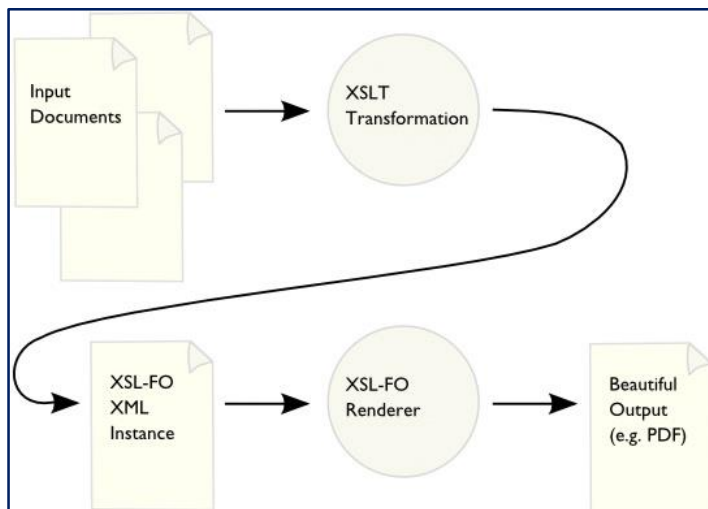 Input
Documents
XSLT
Transformation
XSL-FO
XML
Instance
XSL-FO
Renderer
Beautiful
Output
(e.g. PDF)